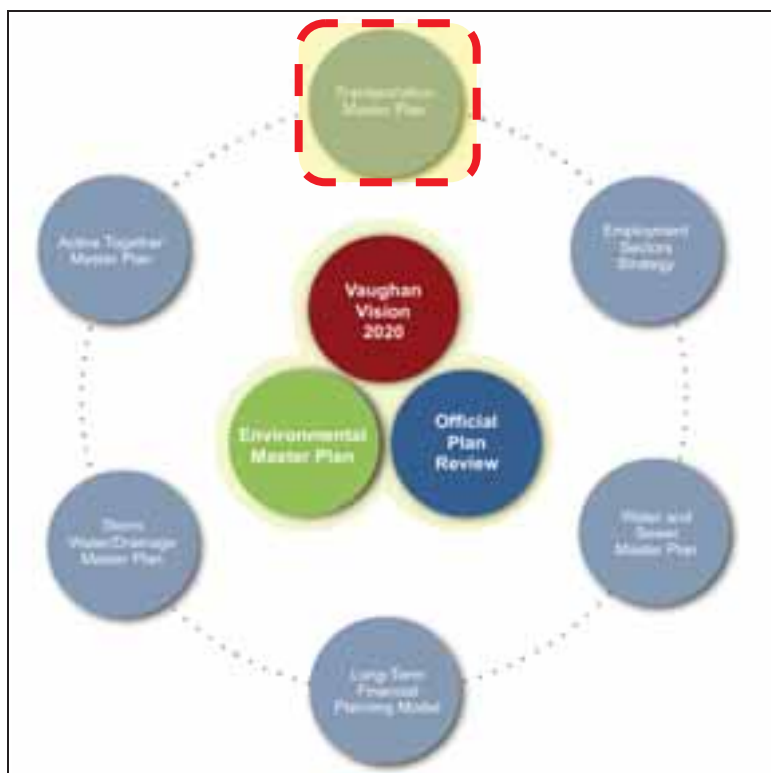 Transportation
Master Plan
Active Together
Master Plan
Employment
Sectors
Strategy
Vaughan
Vision
2020
Environmental
Master Plan
Official
Plan
Review
Storm
Water/Drainage
Master Plan
Water and
Sewer
Master Plan
Long-Term
Financial
Planning Model